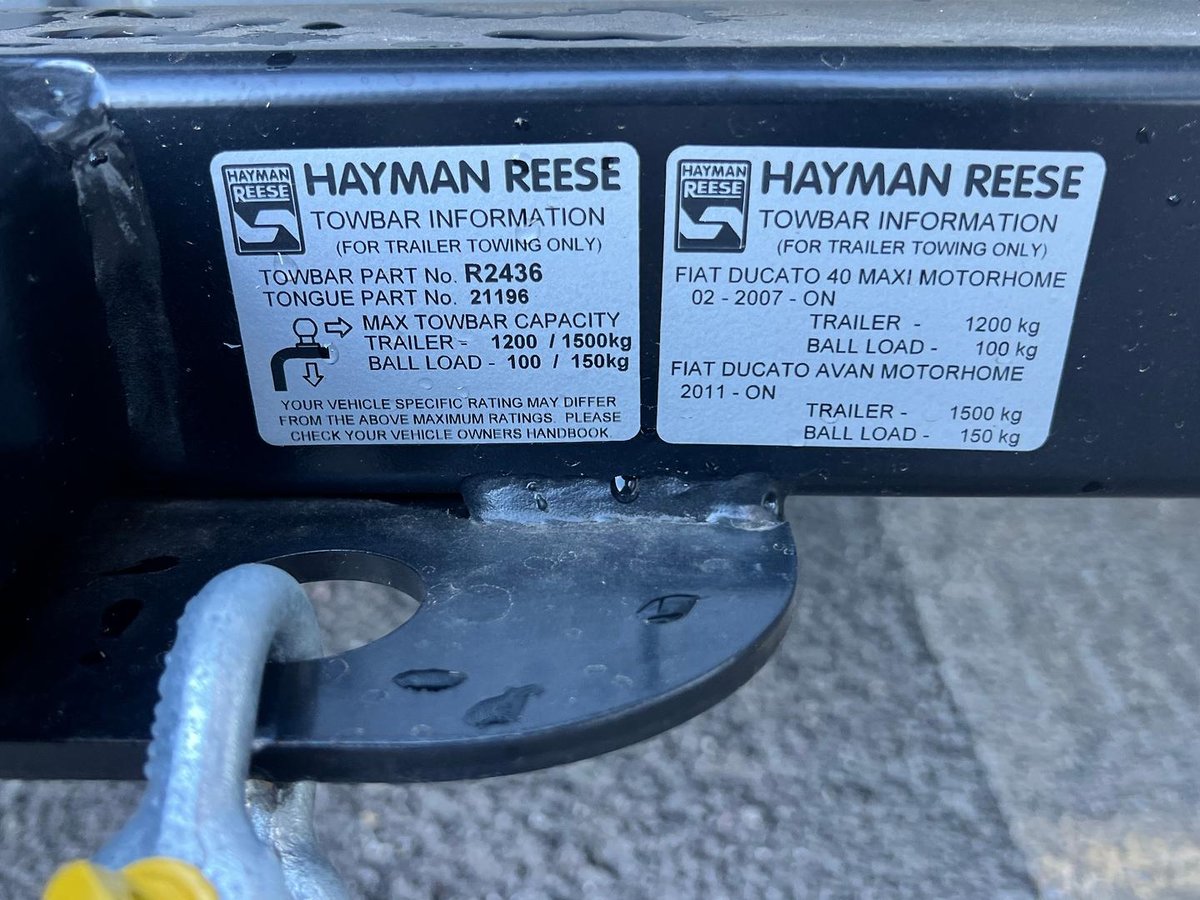 HAYMAN REESE
HAYMAN REESE
TOWBAR INFORMATION
(FOR TRAILER TOWING ONLY)
TOWBAR PART No. R2436
TONGUE PART No. 21196
MAX TOWBAR CAPACITY
TRAILER - 1200 / 1500kg
BALL LOAD - 100 / 150kg
YOUR VEHICLE SPECIFIC RATING MAY DIFFER
FROM THE ABOVE MAXIMUM RATINGS. PLEASE
CHECK YOUR VEHICLE OWNERS HANDBOOK.
HAYMAN REESE
HAYMAN REESE
TOWBAR INFORMATION
(FOR TRAILER TOWING ONLY)
FIAT DUCATO 40 MAXI MOTORHOME
02 - 2007 - ON
TRAILER - 1200 kg
BALL LOAD - 100 kg
FIAT DUCATO AVAN MOTORHOME
2011 - ON
TRAILER - 1500 kg
BALL LOAD - 150 kg